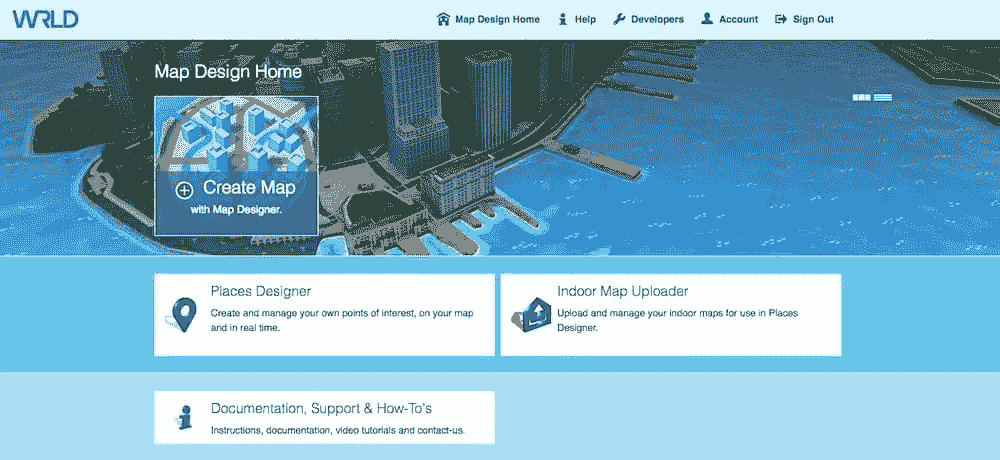 WRLD
Map Design Home Help Developers Account Sign Out
Map Design Home
Create Map
with Map Designer.
Places Designer
Create and manage your own points of interest, on your map
and in real time.
Indoor Map Uploader
Upload and manage your indoor maps for use in Places
Designer.
Documentation, Support & How-To's
Instructions, documentation, video tutorials and contact-us.